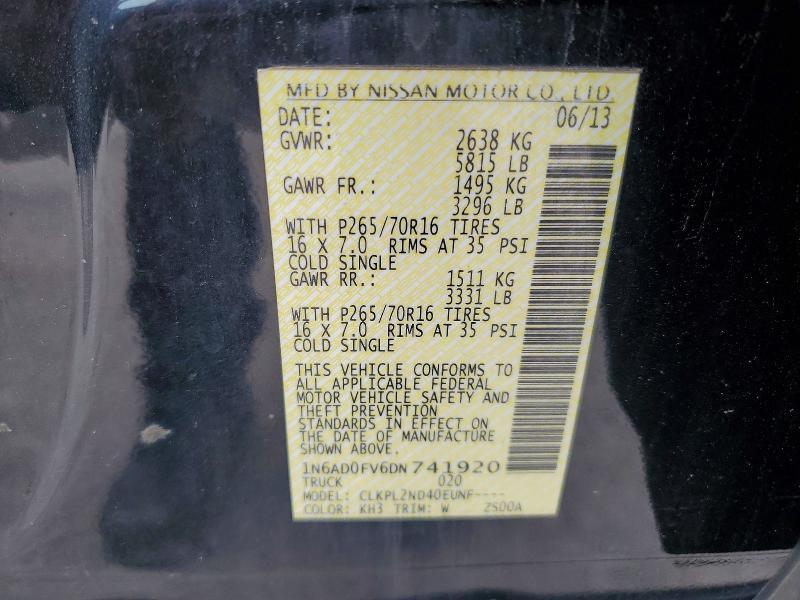 MFD BY NISSAN MOTOR CO., LTD.
DATE: 06/13
GVWR: 2638 KG
5815 LB
GAWR FR.: 1495 KG
3296 LB
WITH P265/70R16 TIRES
16 X 7.0 RIMS AT 35 PSI
COLD SINGLE
GAWR RR.: 1511 KG
3331 LB
WITH P265/70R16 TIRES
16 X 7.0 RIMS AT 35 PSI
COLD SINGLE
THIS VEHICLE CONFORMS TO
ALL APPLICABLE FEDERAL
MOTOR VEHICLE SAFETY AND
THEFT PREVENTION
STANDARDS IN EFFECT ON
THE DATE OF MANUFACTURE
SHOWN ABOVE.
1N6AD0FV6DN741920
TRUCK 020
MODEL: CLKPL2ND40EUNF----
COLOR: KH3 TRIM: W 2S00A